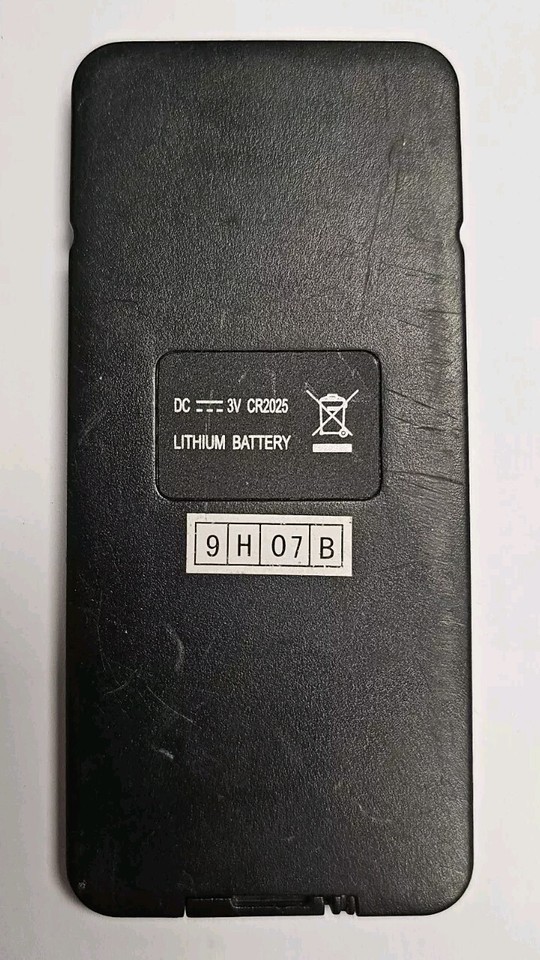 DC ⎓ 3V CR2025
LITHIUM BATTERY
9 H 07 B